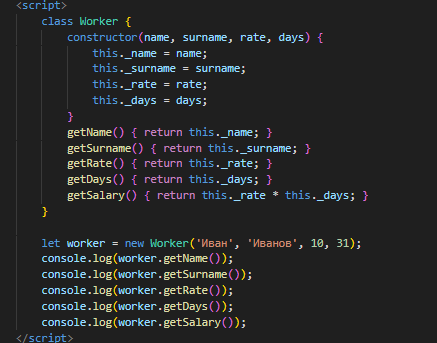 <script>
class Worker {
constructor(name, surname, rate, days) {
this._name = name;
this._surname = surname;
this._rate = rate;
this._days = days;
}
getName() { return this._name; }
getSurname() { return this._surname; }
getRate() { return this._rate; }
getDays() { return this._days; }
getSalary() { return this._rate * this._days; }
}
let worker = new Worker('Иван', 'Иванов', 10, 31);
console.log(worker.getName());
console.log(worker.getSurname());
console.log(worker.getRate());
console.log(worker.getDays());
console.log(worker.getSalary());
</script>